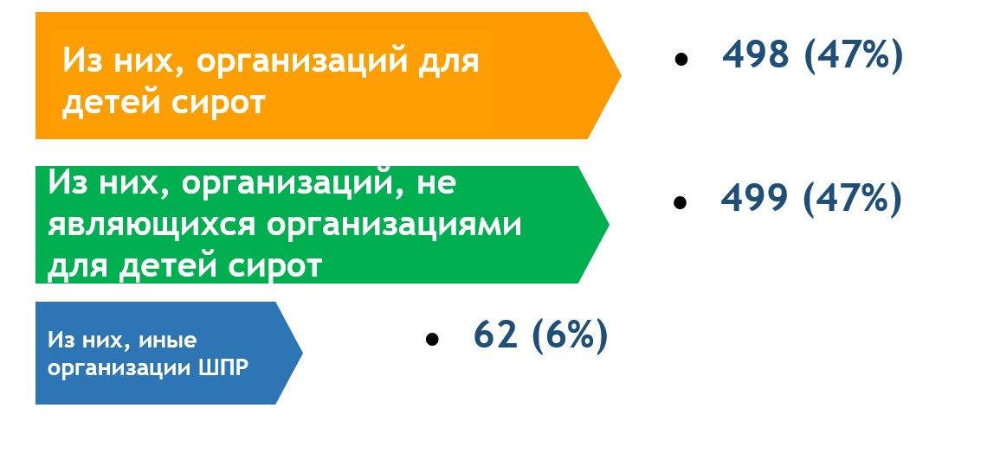 Из них, организаций для
детей сирот
• 498 (47%)
Из них, организаций, не
являющихся организациями
для детей сирот
• 499 (47%)
Из них, иные
организации ШПР
• 62 (6%)